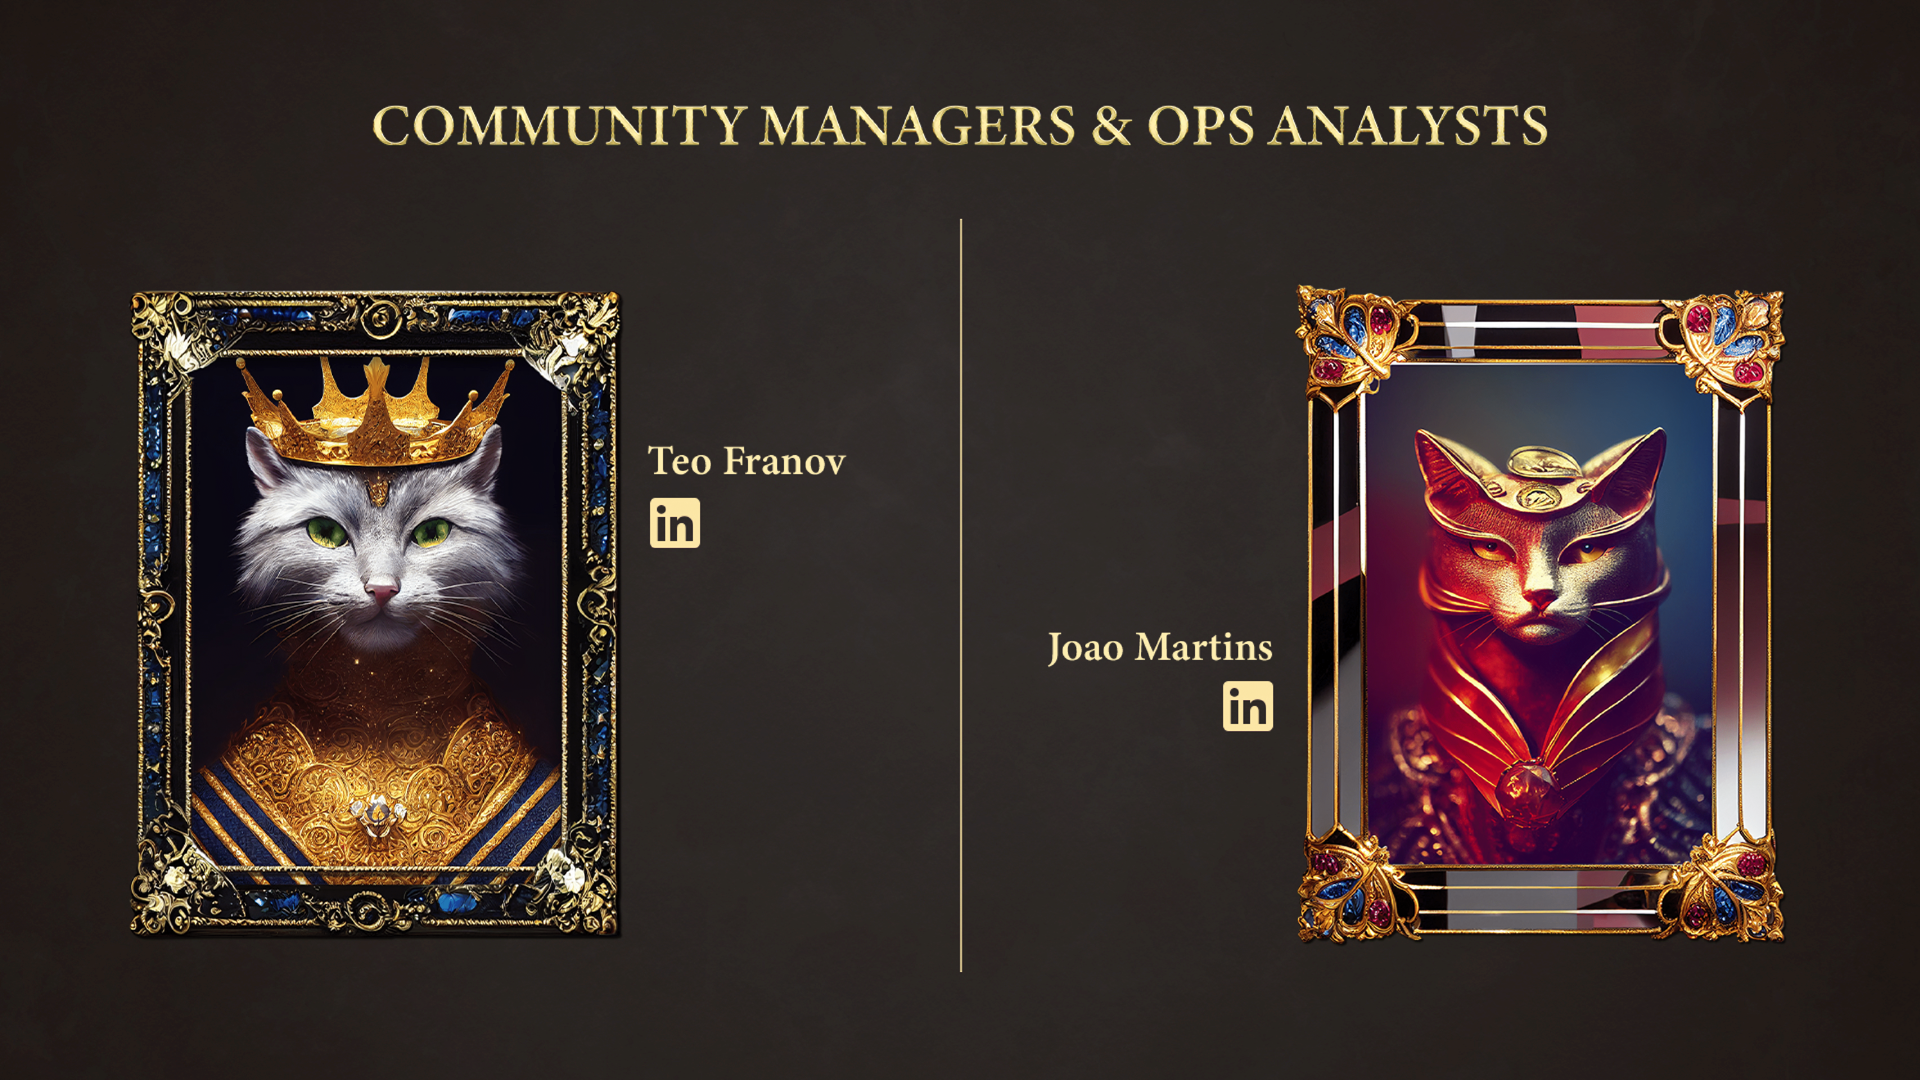 COMMUNITY MANAGERS & OPS ANALYSTS
Teo Franov
in
Joao Martins
in